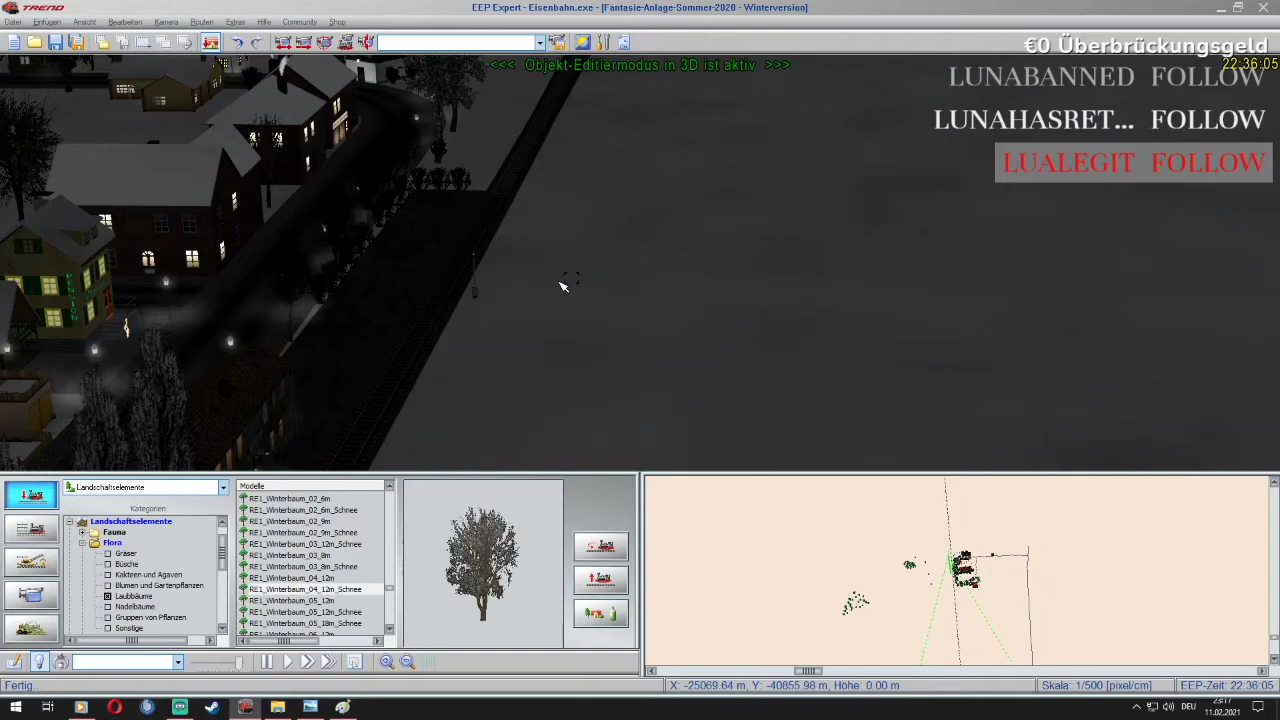 TREND
EEP Expert - Eisenbahn.exe - [Fantasie-Anlage-Sommer-2020 - Winterversion]
Datei Einfügen Ansicht Bearbeiten Kamera Routen Extras Hilfe Community Shop
€0 Überbrückungsgeld
<<< Objekt-Editiermodus in 3D ist aktiv >>>
22:36:05
LUNABANNED FOLLOW
LUNAHASRET... FOLLOW
LUALEGIT FOLLOW
PENSION
Landschaftselemente
Kategorien
Landschaftselemente
Fauna
Flora
Gräser
Büsche
Kakteen und Agaven
Blumen und Gartenpflanzen
Laubbäume
Nadelbäume
Gruppen von Pflanzen
Sonstige
Modelle
RE1_Winterbaum_02_6m
RE1_Winterbaum_02_6m_Schnee
RE1_Winterbaum_02_9m
RE1_Winterbaum_02_9m_Schnee
RE1_Winterbaum_03_12m_Schnee
RE1_Winterbaum_03_8m
RE1_Winterbaum_03_8m_Schnee
RE1_Winterbaum_04_12m
RE1_Winterbaum_04_12m_Schnee
RE1_Winterbaum_05_12m
RE1_Winterbaum_05_12m_Schnee
RE1_Winterbaum_05_18m_Schnee
RE1_Winterbaum_06_12m
Fertig..
X: -25069.64 m, Y: -40855.98 m, Höhe: 0.00 m
Skala: 1/500 [pixel/cm]
EEP-Zeit: 22:36:05
DEU
23:17
11.02.2021